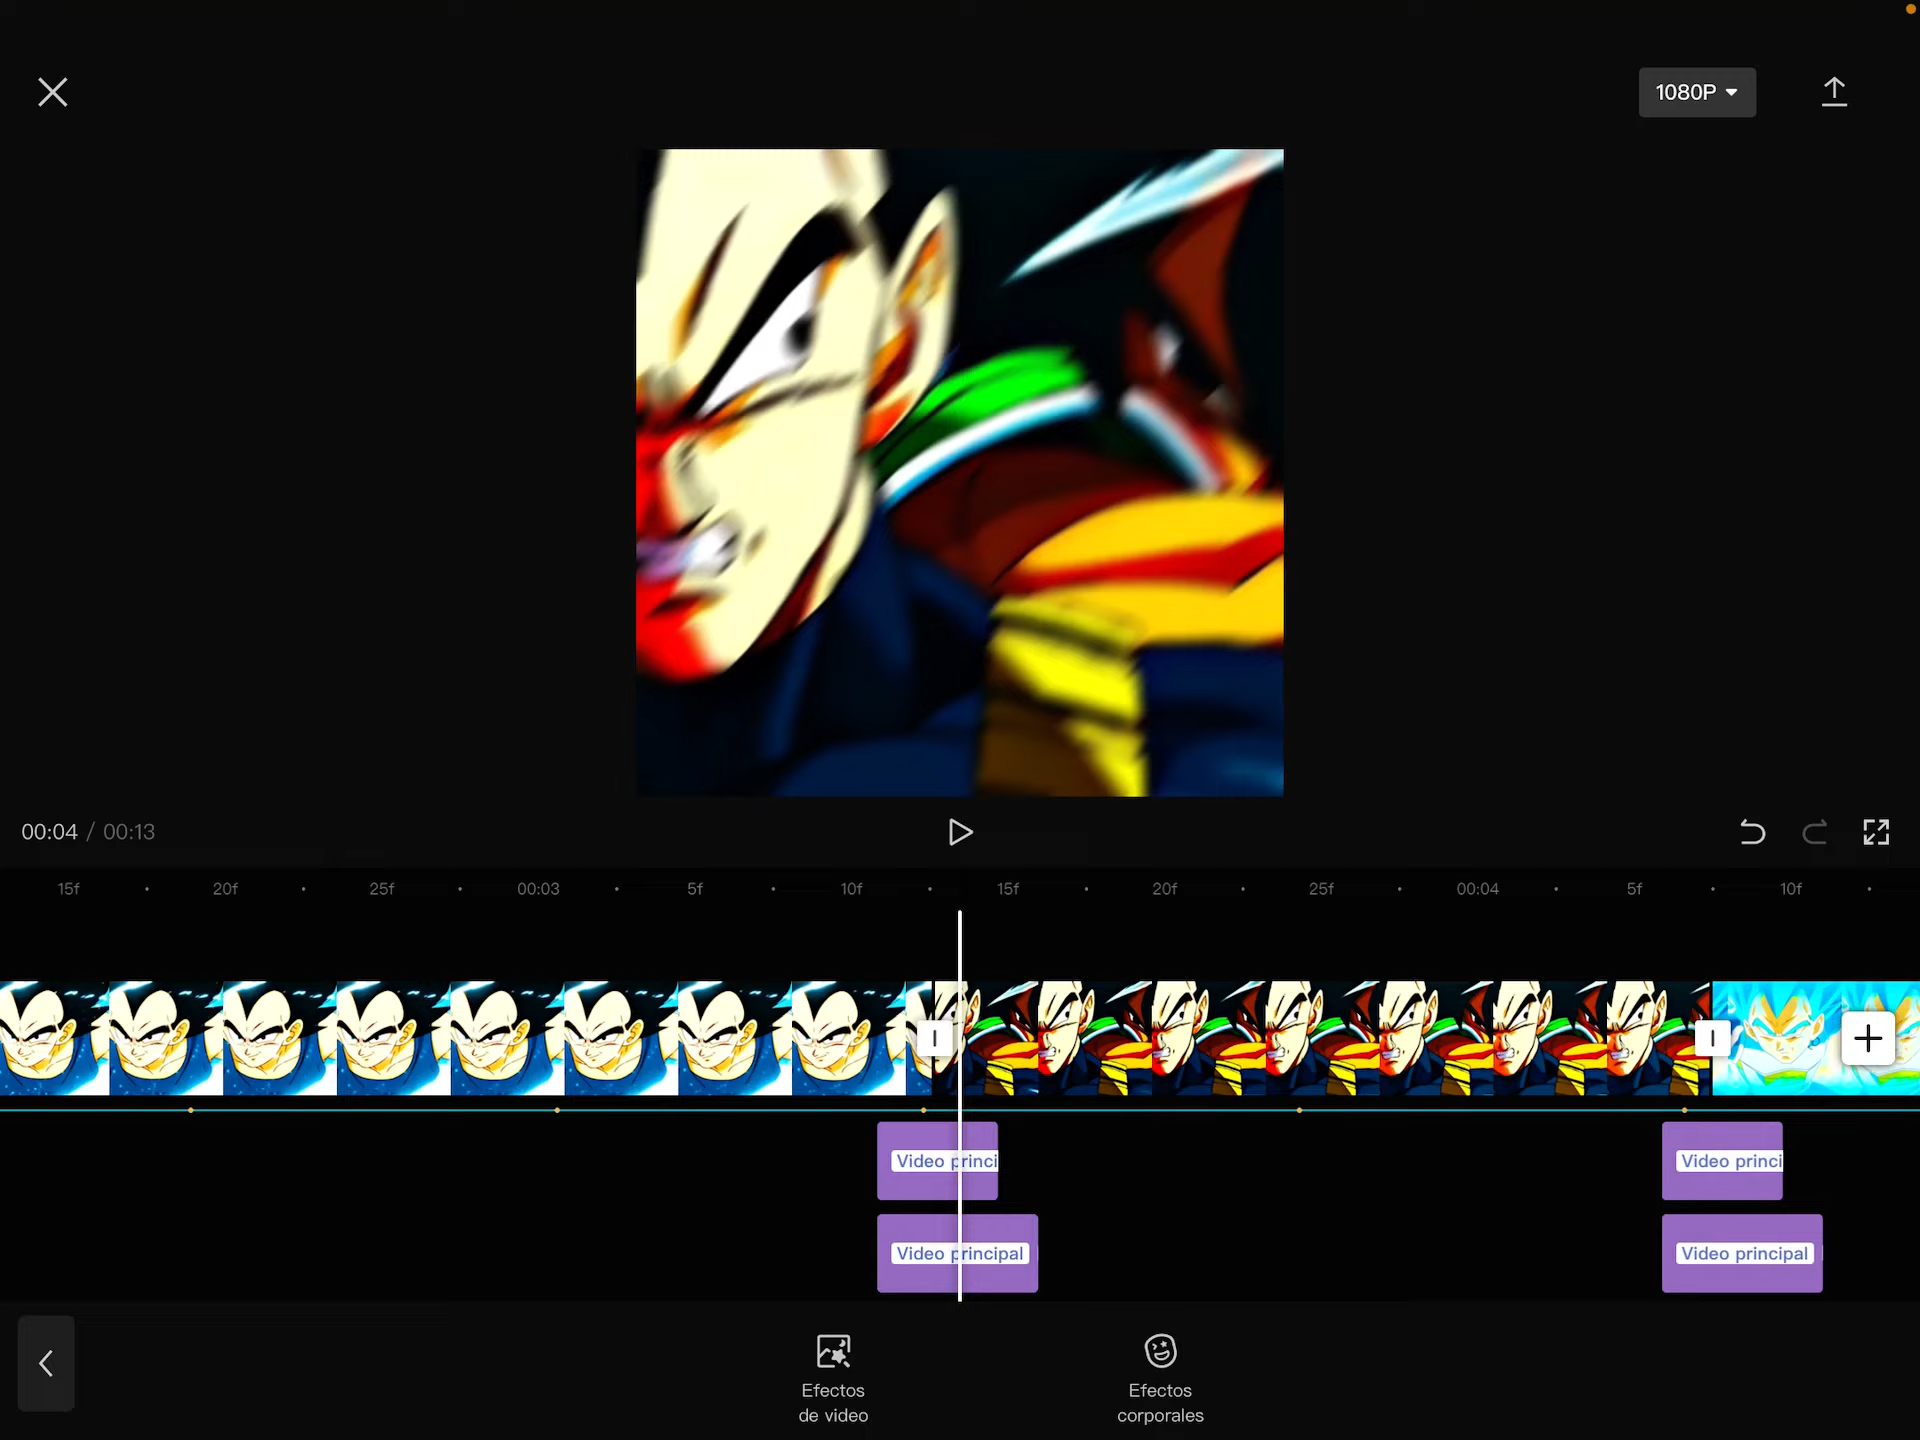 1080P
00:04 / 00:13
15f 20f 25f 00:03 5f 10f 15f 20f 25f 00:04 5f 10f
Video princi Video princi
Video principal Video principal
Efectos Efectos
de video corporales